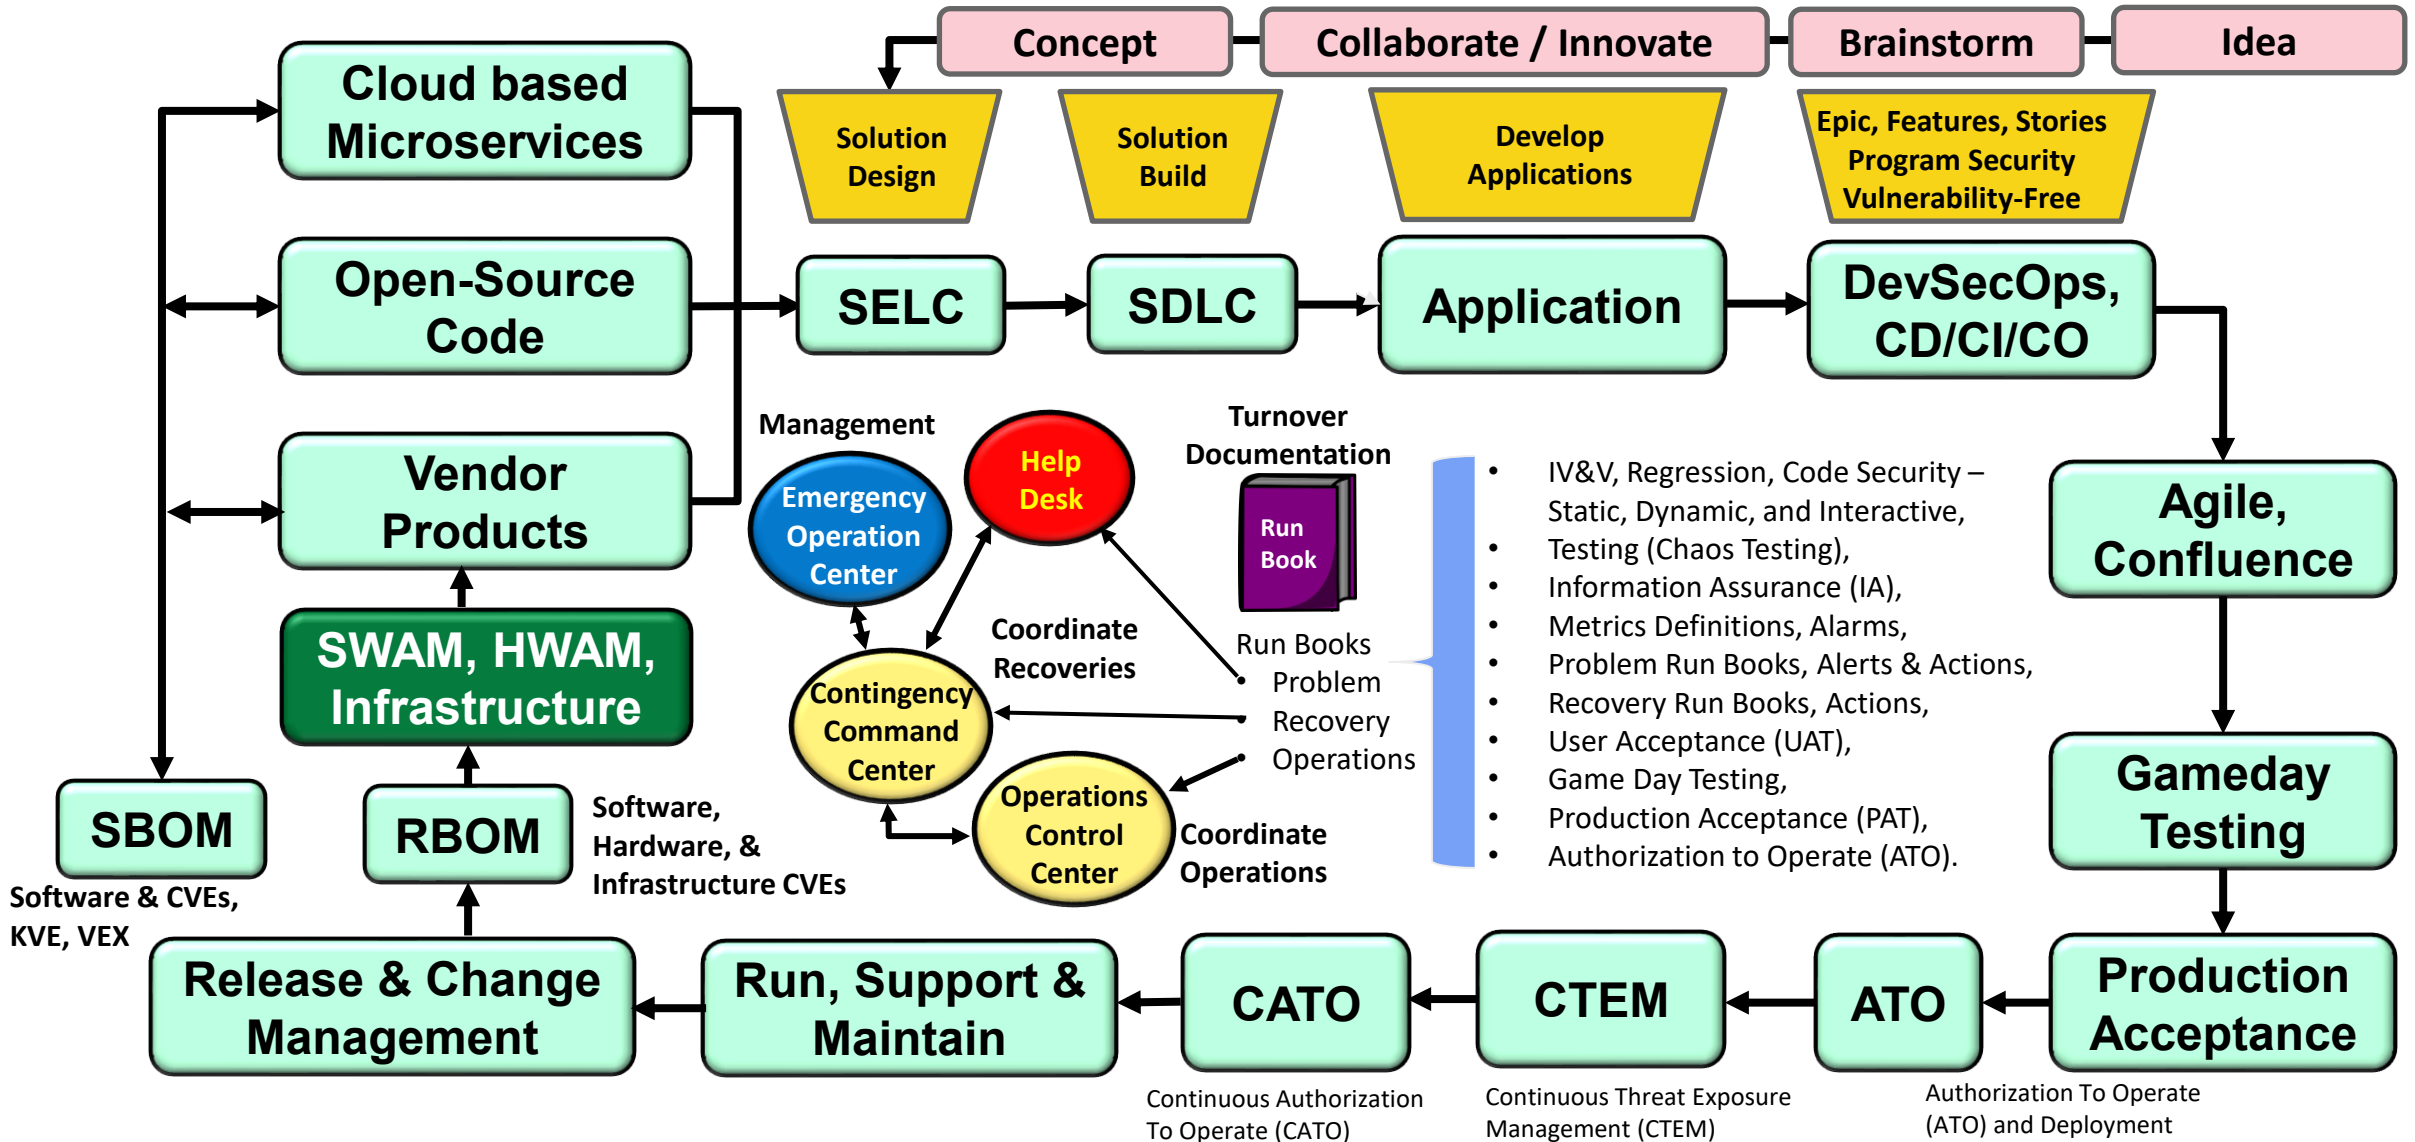 Concept
Collaborate / Innovate
Brainstorm
Idea
Cloud based
Microservices
Solution
Design
Solution
Build
Develop
Applications
Epic, Features, Stories
Program Security
Vulnerability-Free
Open-Source
Code
SELC
SDLC
Application
DevSecOps,
CD/CI/CO
Vendor
Products
Management
Emergency
Operation
Center
Help
Desk
Turnover
Documentation
Run
Book
Run Books
• Problem
• Recovery
• Operations
• IV&V, Regression, Code Security –
Static, Dynamic, and Interactive,
• Testing (Chaos Testing),
• Information Assurance (IA),
• Metrics Definitions, Alarms,
• Problem Run Books, Alerts & Actions,
• Recovery Run Books, Actions,
• User Acceptance (UAT),
• Game Day Testing,
• Production Acceptance (PAT),
• Authorization to Operate (ATO).
Agile,
Confluence
SWAM, HWAM,
Infrastructure
Coordinate
Recoveries
Contingency
Command
Center
Operations
Control
Center
Coordinate
Operations
Gameday
Testing
SBOM
Software & CVEs,
KVE, VEX
RBOM
Software,
Hardware, &
Infrastructure CVEs
Release & Change
Management
Run, Support &
Maintain
CATO
Continuous Authorization
To Operate (CATO)
CTEM
Continuous Threat Exposure
Management (CTEM)
ATO
Authorization To Operate
(ATO) and Deployment
Production
Acceptance